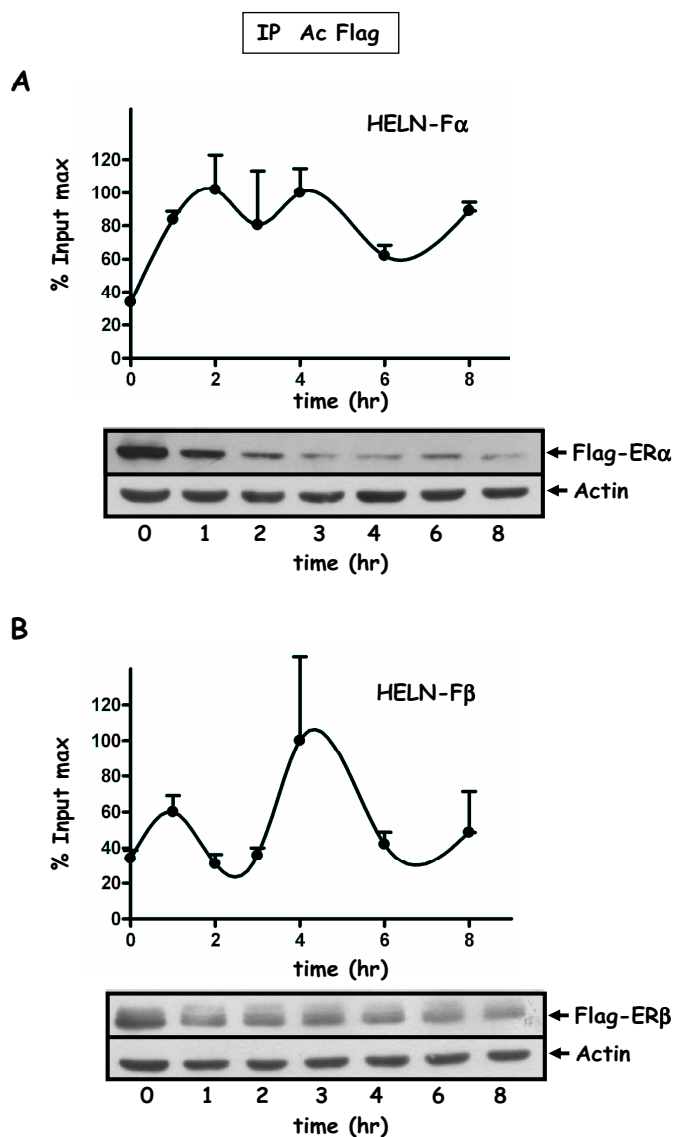 IP Ac Flag
A
HELN-Fα
% Input max
120
100
80
60
40
20
0
0 2 4 6 8
time (hr)
Flag-ERα
Actin
0 1 2 3 4 6 8
time (hr)
B
HELN-Fβ
% Input max
120
100
80
60
40
20
0
0 2 4 6 8
time (hr)
Flag-ERβ
Actin
0 1 2 3 4 6 8
time (hr)